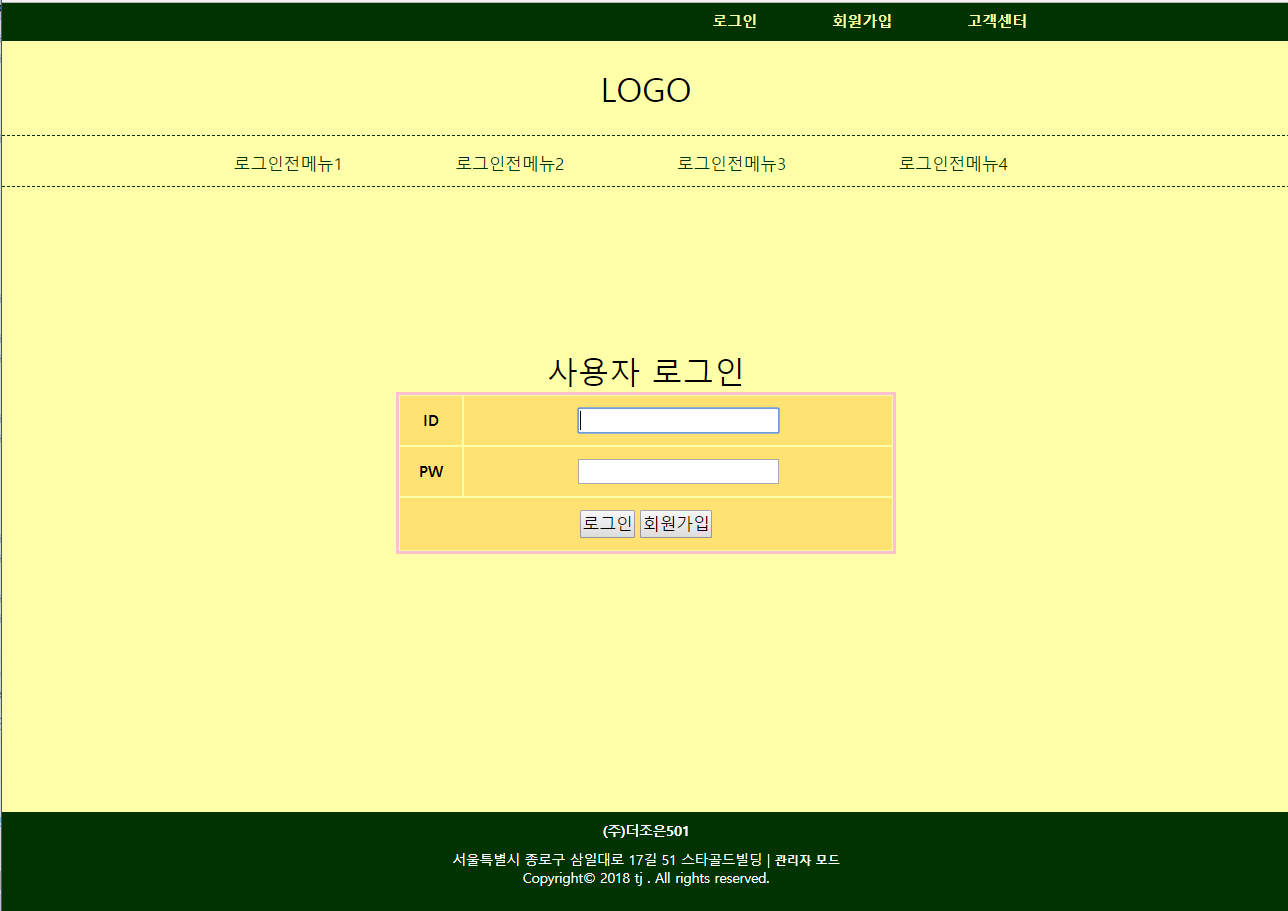 로그인 회원가입 고객센터
LOGO
로그인전메뉴1 로그인전메뉴2 로그인전메뉴3 로그인전메뉴4
사용자 로그인
ID
PW
로그인 회원가입
(주)더조은501
서울특별시 종로구 삼일대로 17길 51 스타골드빌딩 | 관리자 모드
Copyright© 2018 tj . All rights reserved.